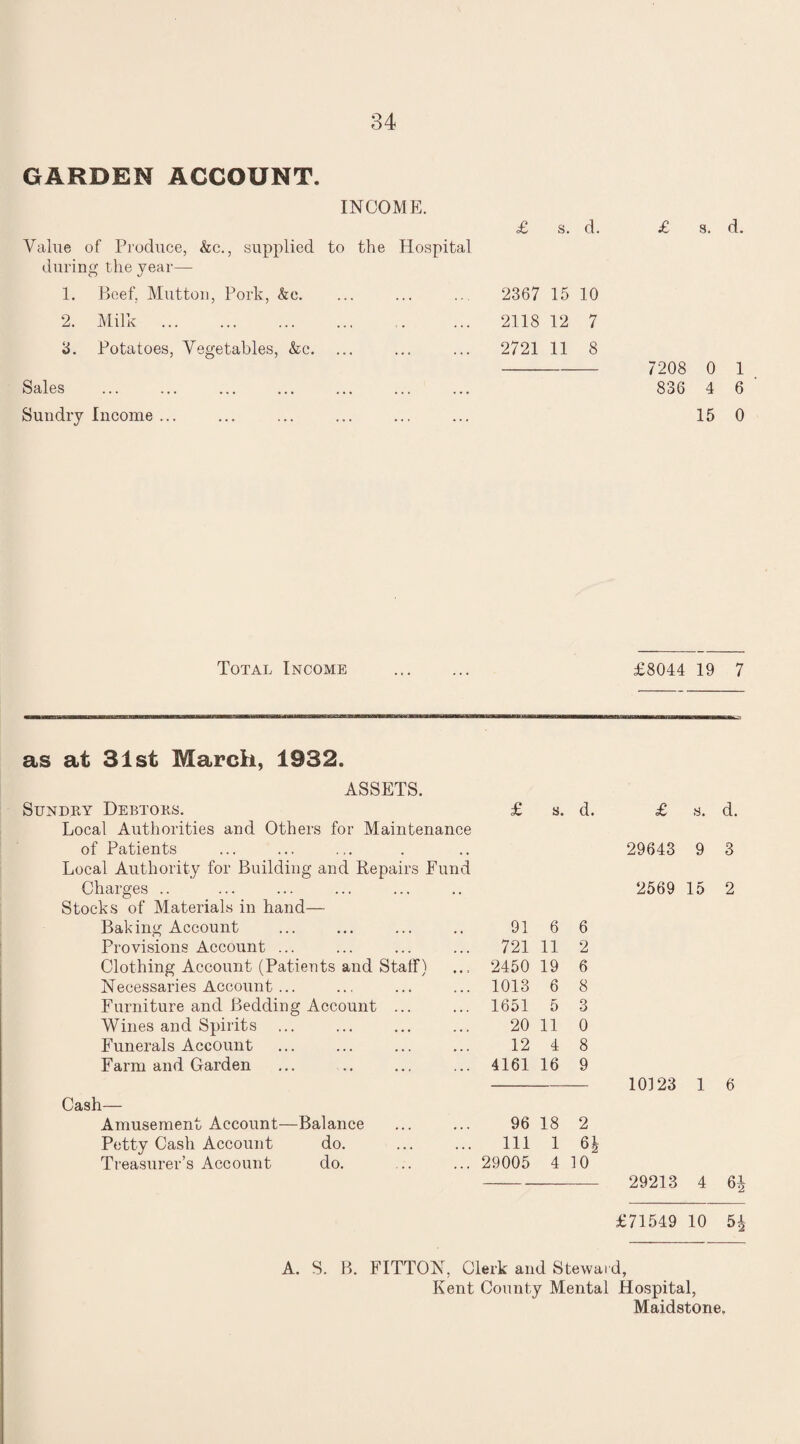 34
GARDEN ACCOUNT.
INCOME.
£ s. d. £ s. d.
Value of Produce, &c., supplied to the Hospital
during the year—
1. Beef, Mutton, Pork, &c. ... ... ... 2367 15 10
2. Milk ... ... ... ... .. ... 2118 12 7
3. Potatoes, Vegetables, &c. ... ... ... 2721 11 8
7208 0 1
Sales ... ... ... ... ... ... ... 836 4 6
Sundry Income ... ... ... ... ... ... 15 0
Total Income ... ... £8044 19 7
as at 31st March, 1932.
ASSETS.
Sundry Debtors. £ s. d. £ s. d.
Local Authorities and Others for Maintenance
of Patients ... ... ... . .. 29643 9 3
Local Authority for Building and Repairs Fund
Charges .. ... ... ... ... .. 2569 15 2
Stocks of Materials in hand—
Baking Account ... ... ... .. 91 6 6
Provisions Account ... ... ... ... 721 11 2
Clothing Account (Patients and Staff) ... 2450 19 6
Necessaries Account ... ... ... ... 1013 6 8
Furniture and Bedding Account ... ... 1651 5 3
Wines and Spirits ... ... ... ... 20 11 0
Funerals Account ... ... ... ... 12 4 8
Farm and Garden ... .. ... ... 4161 16 9
10123 1 6
Cash—
Amusement Account—Balance ... ... 96 18 2
Petty Cash Account do. ... ... 111 1 6½
Treasurer's Account do. ... ... 29005 4 10
29213 4 6½
£71549 10 5½
A. S. B. FITTON, Clerk and Steward,
Kent County Mental Hospital,
Maidstone.